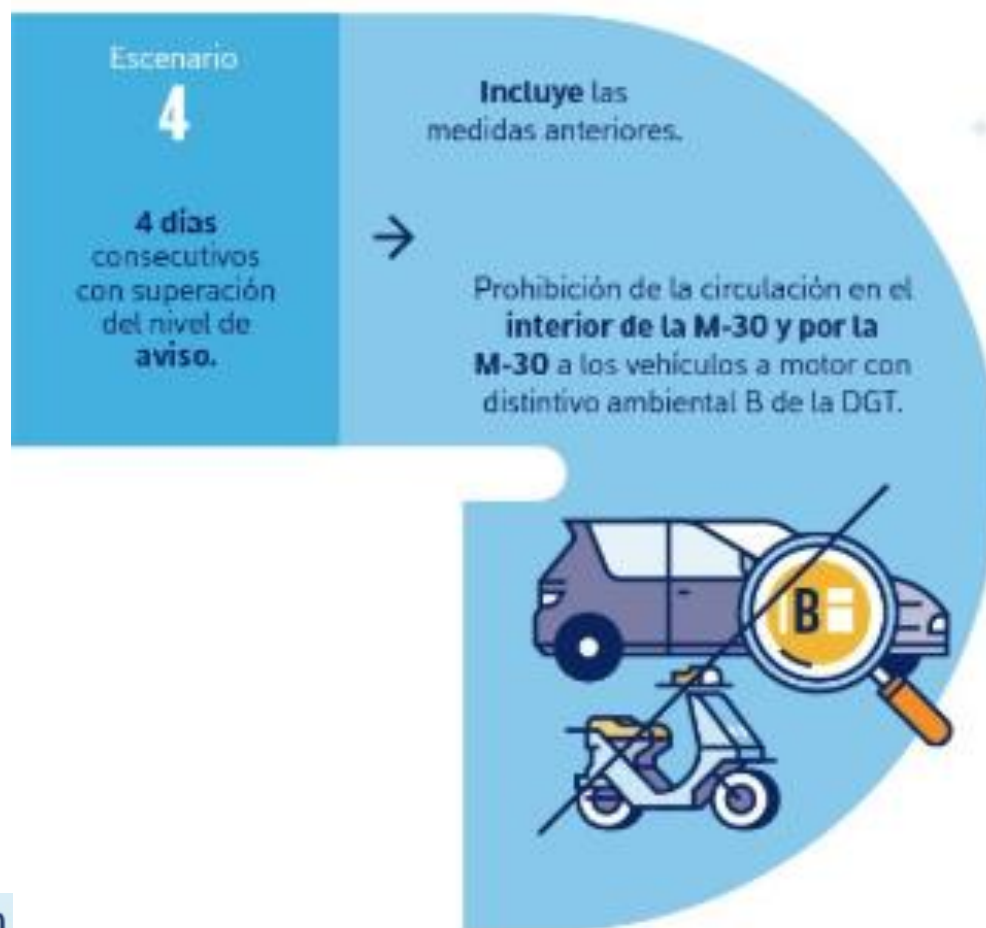 Escenario
4
4 días
consecutivos
con superación
del nivel de
aviso.
Incluye las
medidas anteriores.
Prohibición de la circulación en el
interior de la M-30 y por la
M-30 a los vehículos a motor con
distintivo ambiental B de la DGT.
B